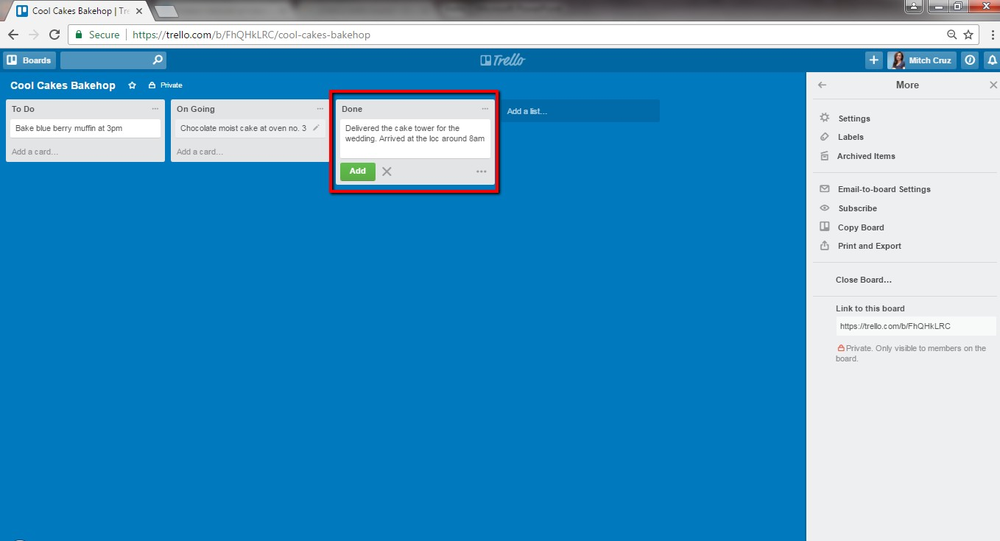 Cool Cakes Bakehop | Tre
Secure
https://trello.com/b/FhQHkLRC/cool-cakes-bakehop
Boards
Trello
Mitch Cruz
Cool Cakes Bakehop
Private
To Do
Bake blue berry muffin at 3pm
Add a card...
On Going
Chocolate moist cake at oven no. 3
Add a card...
Done
Delivered the cake tower for the
wedding. Arrived at the loc around 8am
Add
Add a list...
More
Settings
Labels
Archived Items
Email-to-board Settings
Subscribe
Copy Board
Print and Export
Close Board...
Link to this board
https://trello.com/b/FhQHkLRC
Private. Only visible to members on the
board.